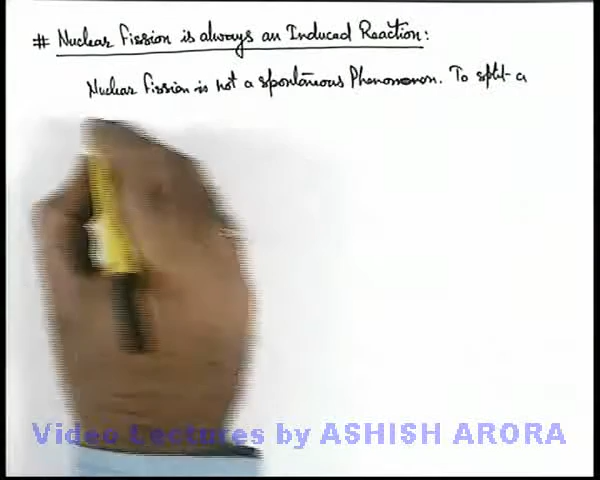 # Nuclear Fission is always an Induced Reaction:
Nuclear Fission is not a spontaneous Phenomenon. To split a
Video Lectures by ASHISH ARORA